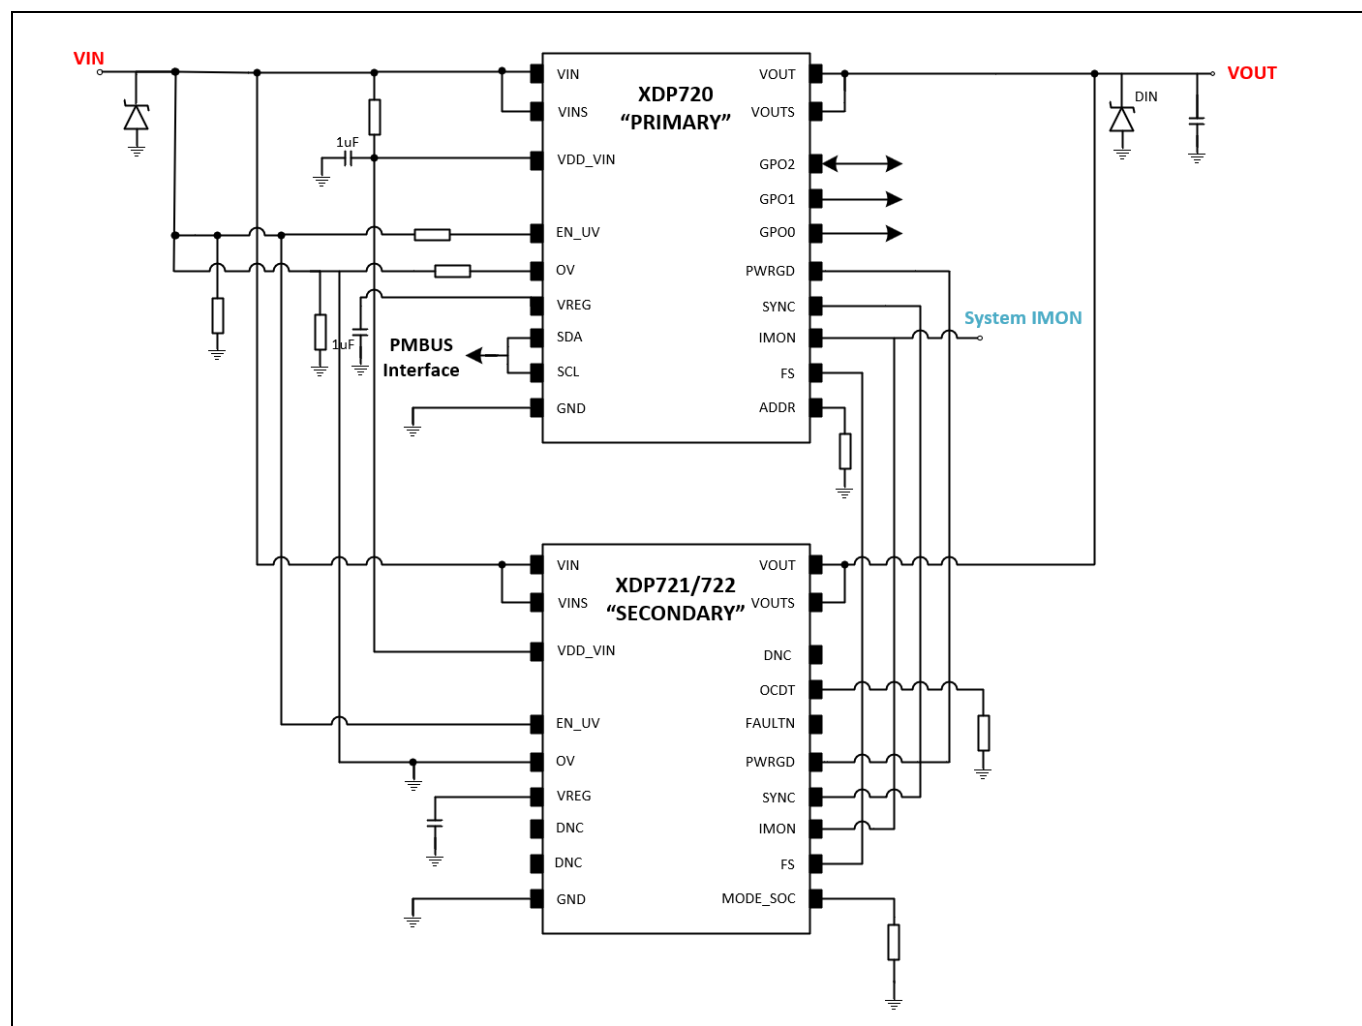 VIN
VOUT
XDP720
“PRIMARY”
VIN
VINS
VDD_VIN
EN_UV
OV
VREG
SDA
SCL
GND
VOUT
VOUTS
GPO2
GPO1
GPO0
PWRGD
SYNC
IMON
FS
ADDR
DIN
1uF
1uF
PMBUS
Interface
System IMON
XDP721/722
“SECONDARY”
VIN
VINS
VDD_VIN
EN_UV
OV
VREG
DNC
DNC
GND
VOUT
VOUTS
DNC
OCDT
FAULTN
PWRGD
SYNC
IMON
FS
MODE_SOC